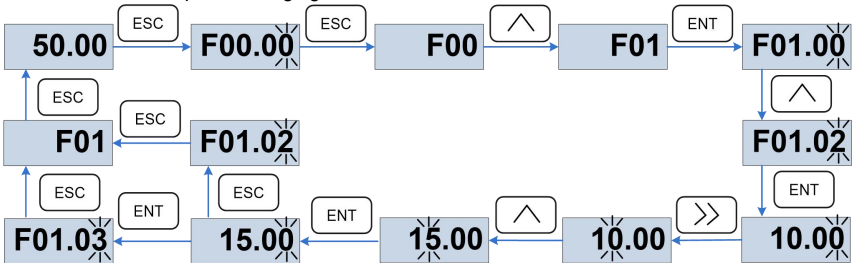 ESC ESC ENT
50.00 F00.00 F00 F01 F01.00
ESC ESC
F01 F01.02 F01.02
ESC ENT ESC ENT ENT
F01.03 15.00 15.00 10.00 10.00